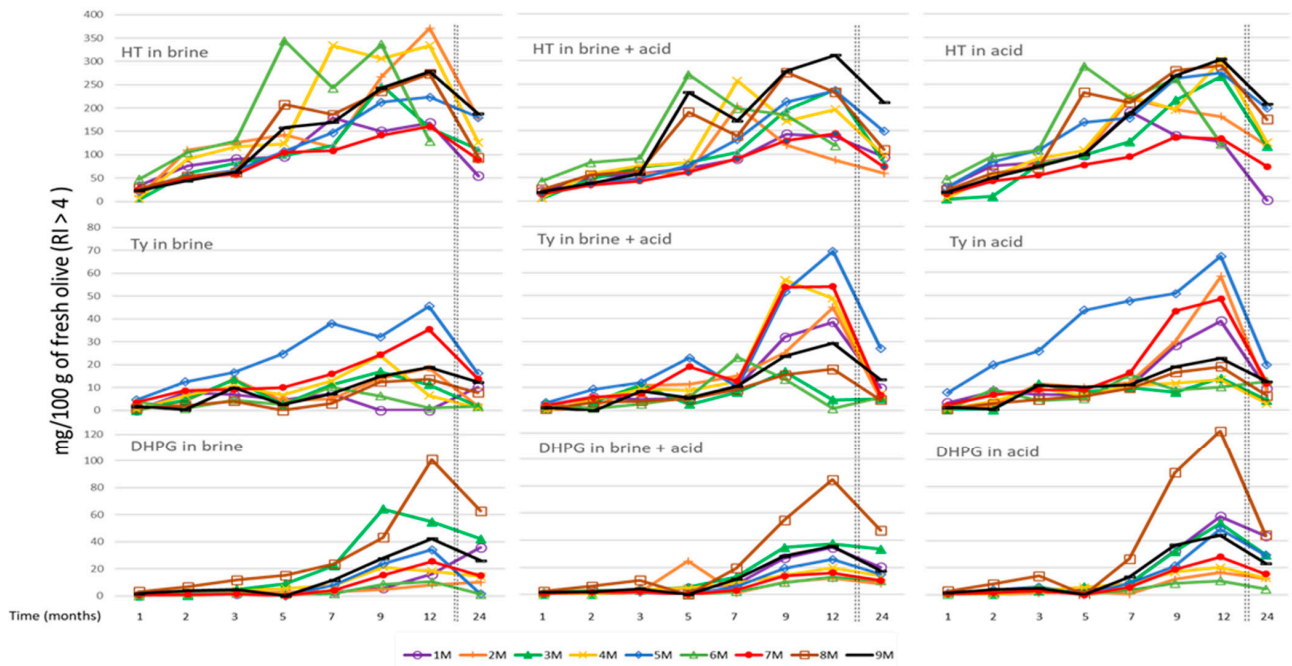 mg/100 g of fresh olive (RI > 4)
400
350
300
250
200
150
100
50
0
HT in brine
HT in brine + acid
HT in acid
80
70
60
50
40
30
20
10
0
Ty in brine
Ty in brine + acid
Ty in acid
120
100
80
60
40
20
0
DHPG in brine
DHPG in brine + acid
DHPG in acid
Time (months) 1 2 3 5 7 9 12 24 1 2 3 5 7 9 12 24 1 2 3 5 7 9 12 24
1M 2M 3M 4M 5M 6M 7M 8M 9M